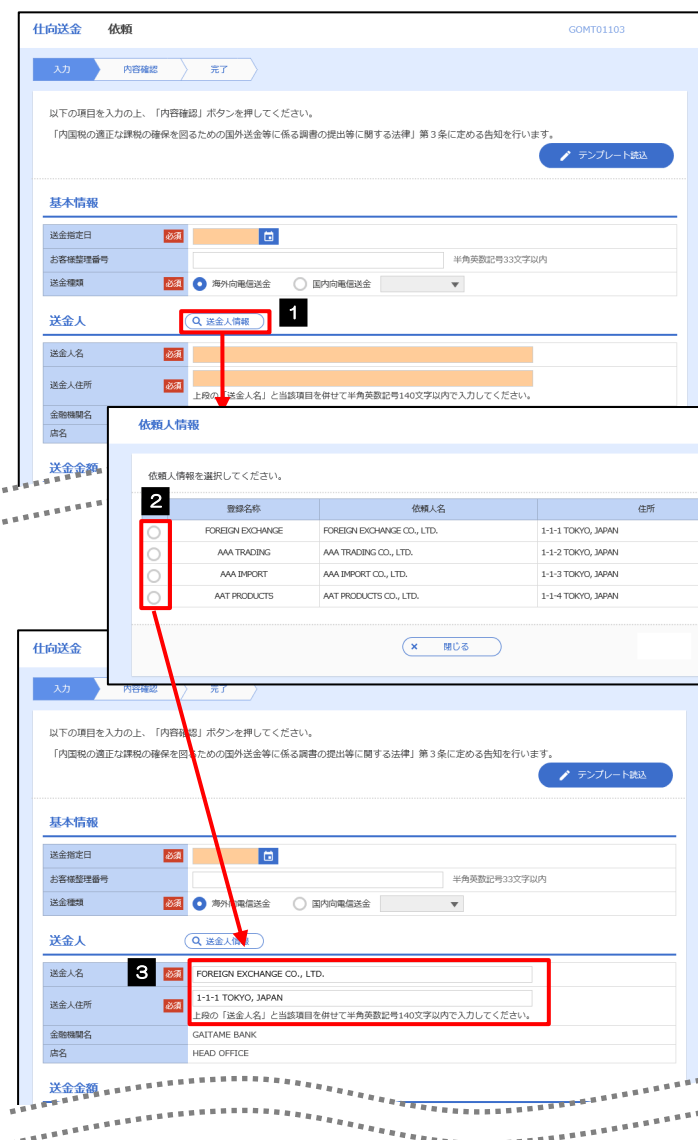 仕向送金 依頼 GOMT01103
入力 内容確認 完了
以下の項目を入力の上、「内容確認」ボタンを押してください。
「内国税の適正な課税の確保を図るための国外送金等に係る調書の提出等に関する法律」第3条に定める告知を行います。
テンプレート読込
基本情報
送金指定日 必須
お客様整理番号 半角英数記号33文字以内
送金種類 必須 海外向電信送金 国内向電信送金
送金人 送金人情報 1
送金人名 必須
送金人住所 必須
上段の「送金人名」と当該項目を併せて半角英数記号140文字以内で入力してください。
金融機関名
店名
送金金額
依頼人情報
依頼人情報を選択してください。
2
登録名称 依頼人名 住所
FOREIGN EXCHANGE FOREIGN EXCHANGE CO., LTD. 1-1-1 TOKYO, JAPAN
AAA TRADING AAA TRADING CO., LTD. 1-1-2 TOKYO, JAPAN
AAA IMPORT AAA IMPORT CO., LTD. 1-1-3 TOKYO, JAPAN
AAT PRODUCTS AAT PRODUCTS CO., LTD. 1-1-4 TOKYO, JAPAN
× 閉じる
仕向送金
入力 内容確認 完了
以下の項目を入力の上、「内容確認」ボタンを押してください。
「内国税の適正な課税の確保を図るための国外送金等に係る調書の提出等に関する法律」第3条に定める告知を行います。
テンプレート読込
基本情報
送金指定日 必須
お客様整理番号 半角英数記号33文字以内
送金種類 必須 海外向電信送金 国内向電信送金
送金人 送金人情報
送金人名 3 必須 FOREIGN EXCHANGE CO., LTD.
送金人住所 必須 1-1-1 TOKYO, JAPAN
上段の「送金人名」と当該項目を併せて半角英数記号140文字以内で入力してください。
金融機関名 GAITAME BANK
店名 HEAD OFFICE
送金金額